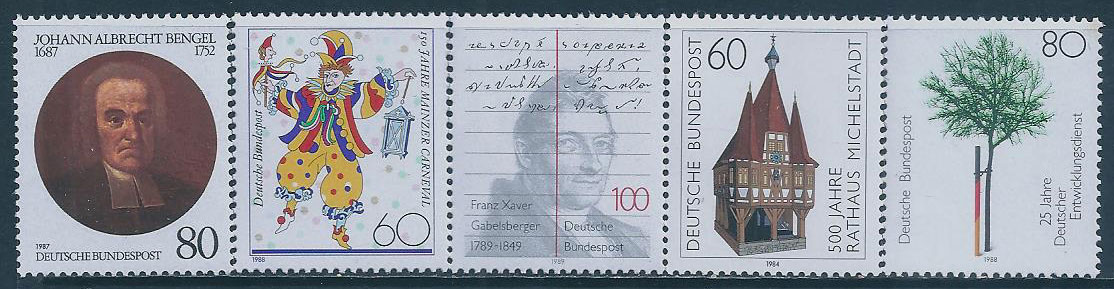 JOHANN ALBRECHT BENGEL
1687 1752
1987
80
DEUTSCHE BUNDESPOST
Deutsche Bundespost
150 JAHRE MAINZER CARNEVAL
60
1988
100
Franz Xaver
Gabelsberger
1789-1849
Deutsche
Bundespost
1989
60
DEUTSCHE BUNDESPOST
500 JAHRE
RATHAUS MICHELSTADT
1984
80
Deutsche Bundespost
25 Jahre
Deutscher
Entwicklungsdienst
1988